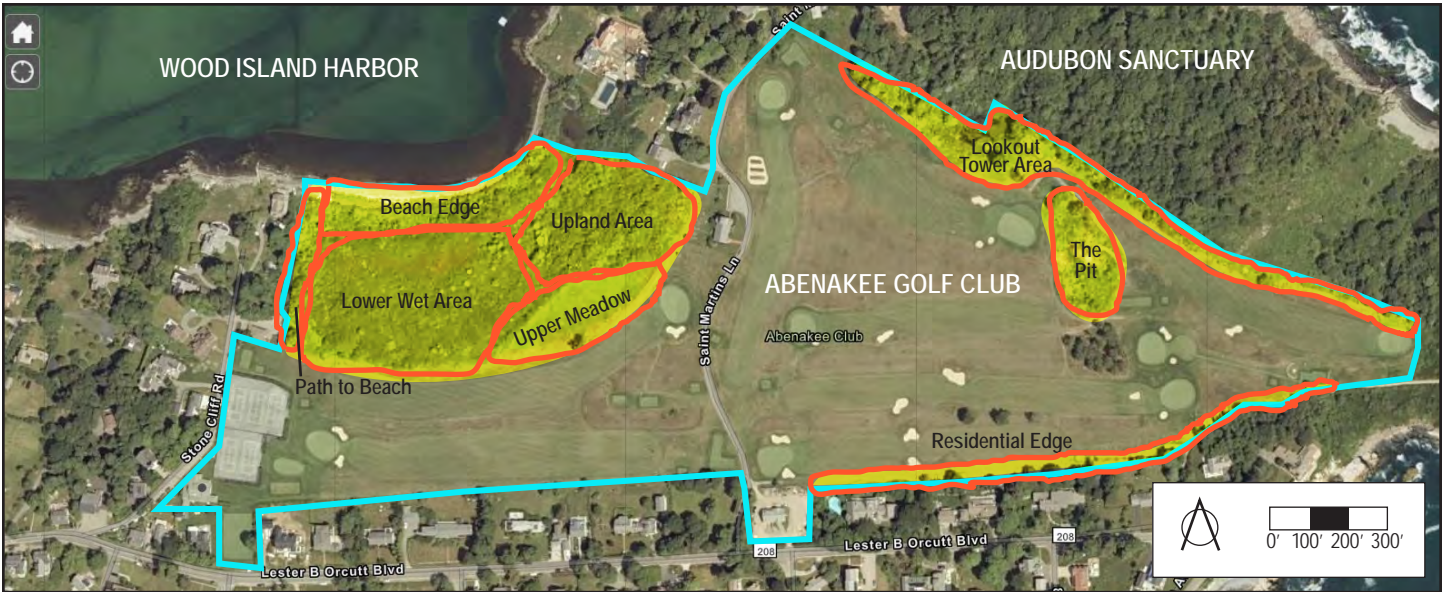 WOOD ISLAND HARBOR
AUDUBON SANCTUARY
Lookout
Tower Area
Beach Edge
Upland Area
The
Pit
Lower Wet Area
Upper Meadow
ABENAKEE GOLF CLUB
Abenakee Club
Saint Martins Ln
Path to Beach
Stone Cliff Rd
Residential Edge
208
Lester B Orcutt Blvd
Lester B Orcutt Blvd
208
0' 100' 200' 300'